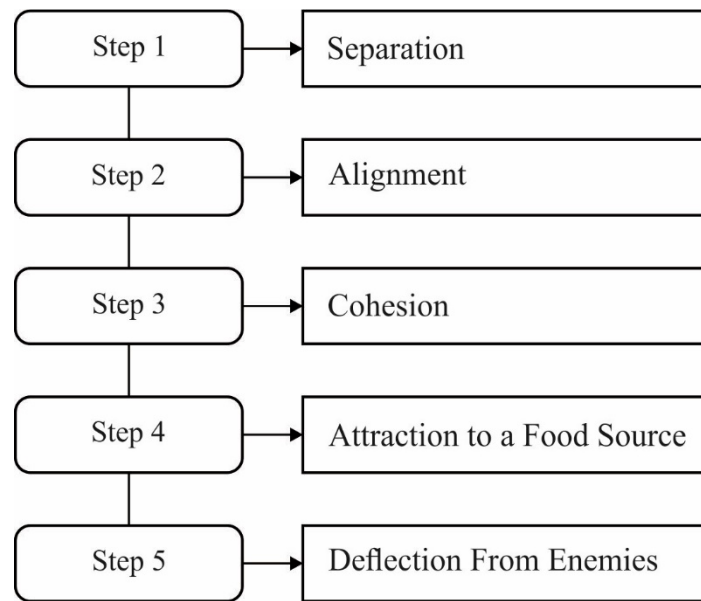 Step 1
Separation
Step 2
Alignment
Step 3
Cohesion
Step 4
Attraction to a Food Source
Step 5
Deflection From Enemies